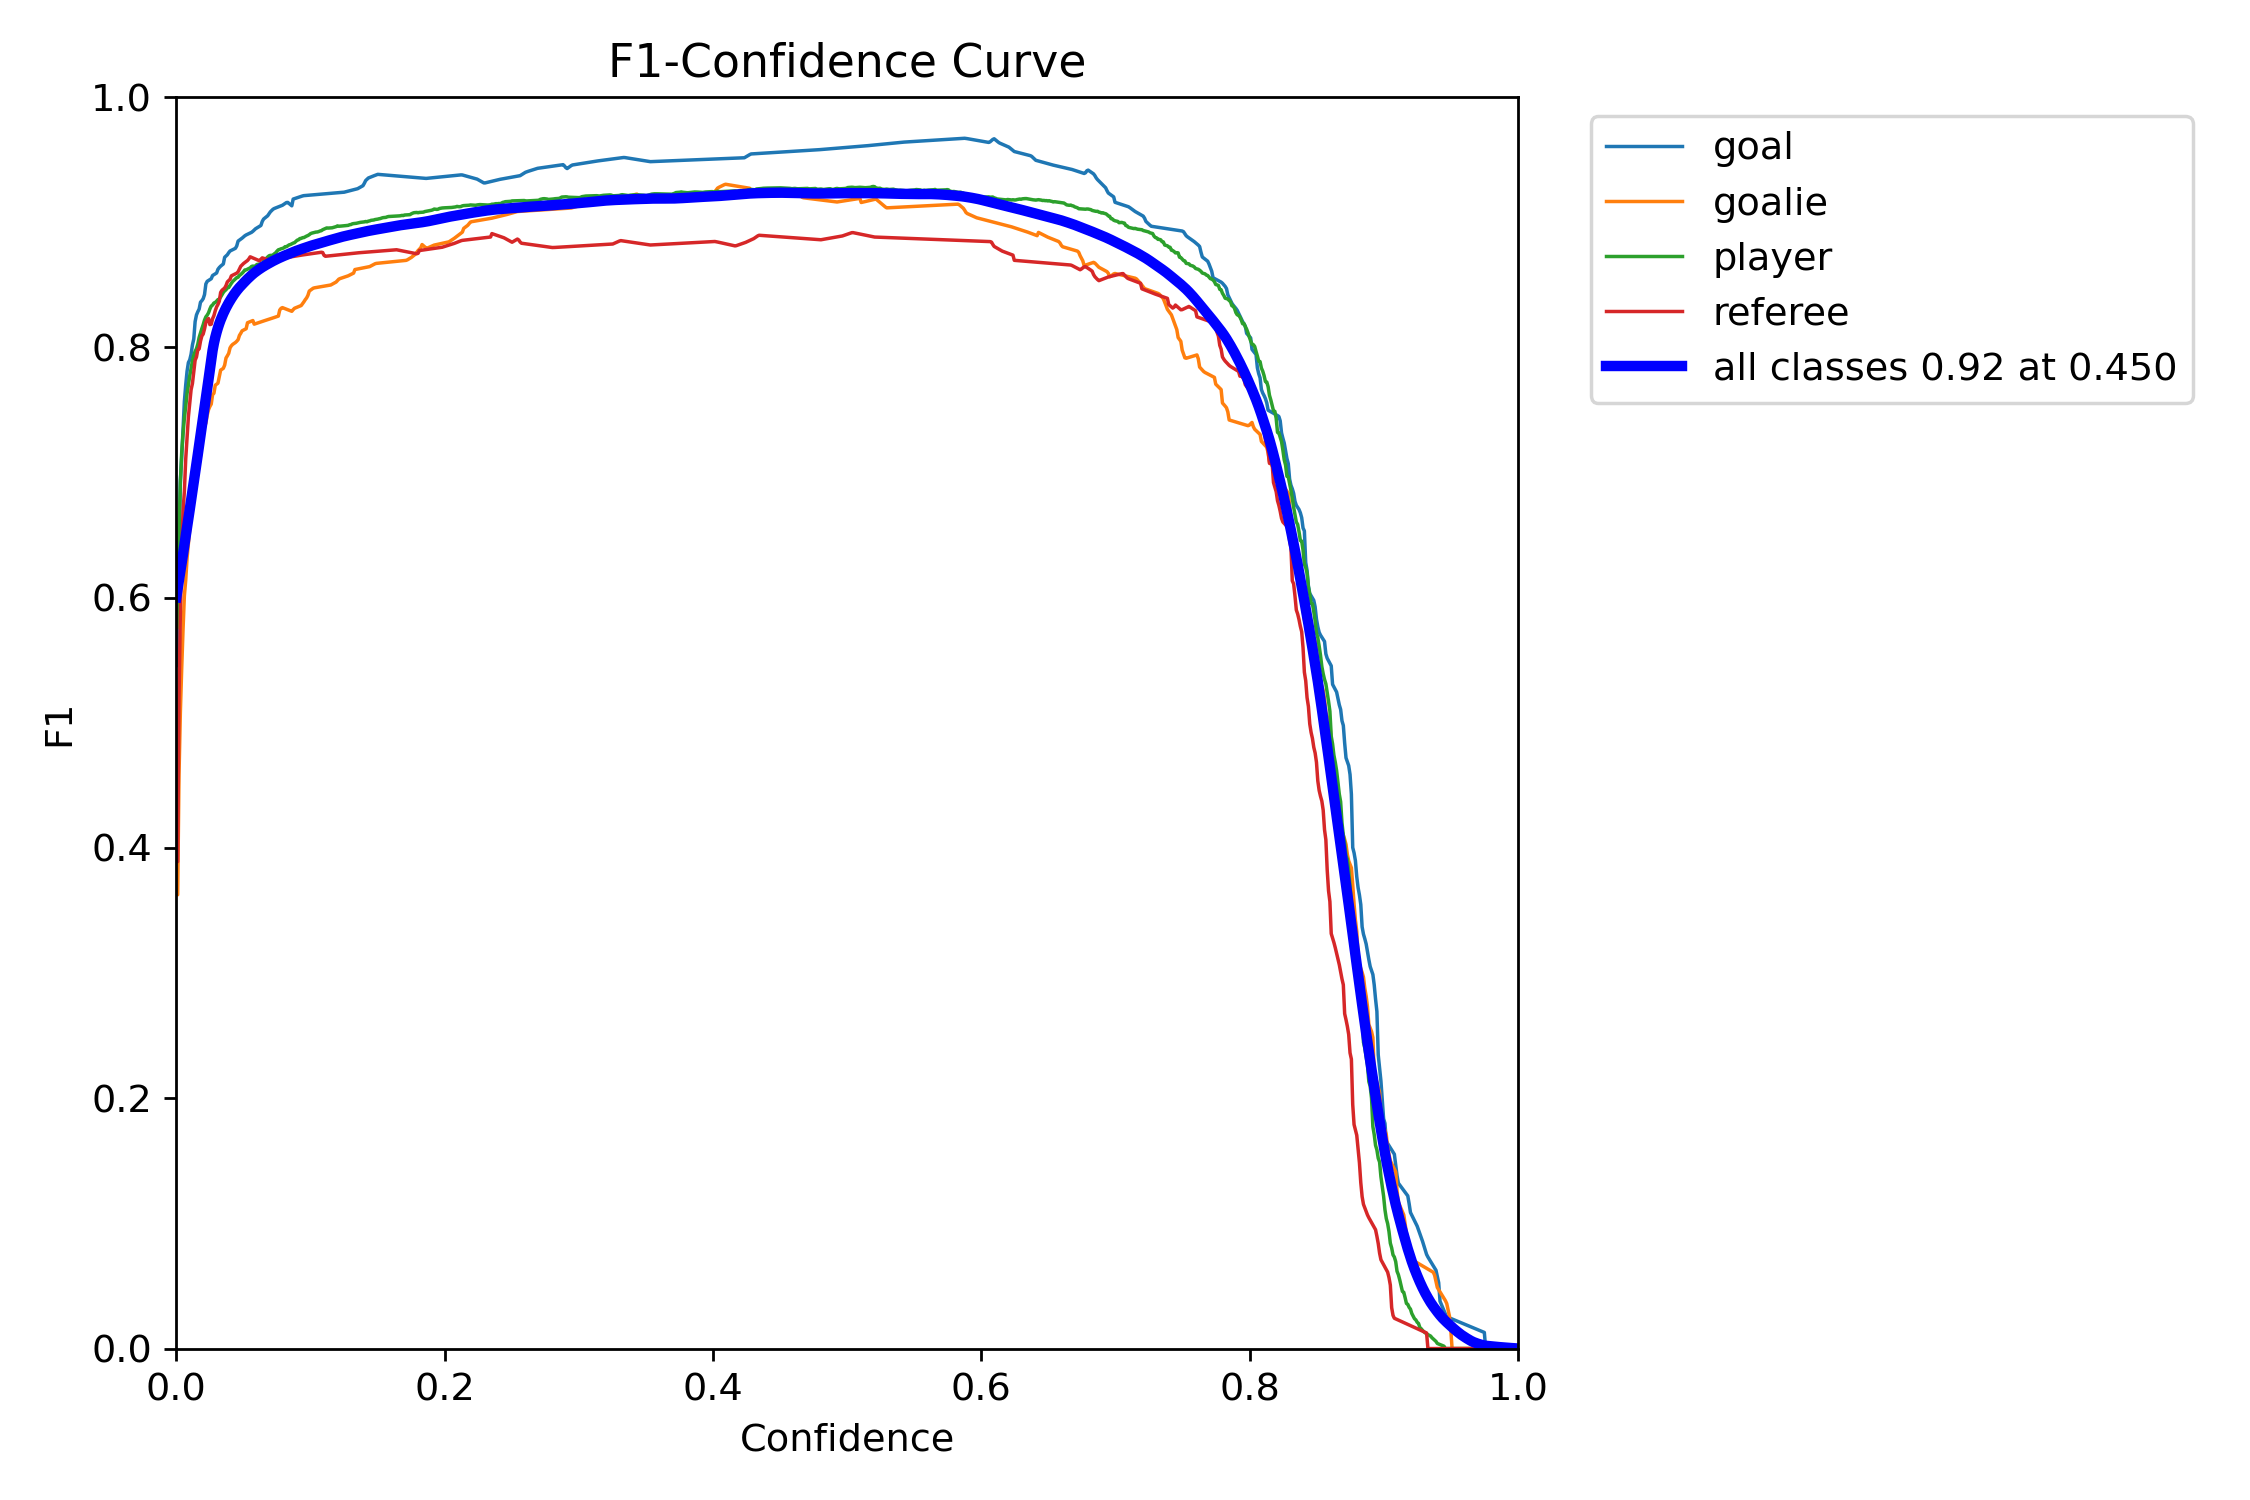 F1-Confidence Curve
1.0
0.8
0.6
0.4
0.2
0.0
F1
0.0 0.2 0.4 0.6 0.8 1.0
Confidence
goal
goalie
player
referee
all classes 0.92 at 0.450